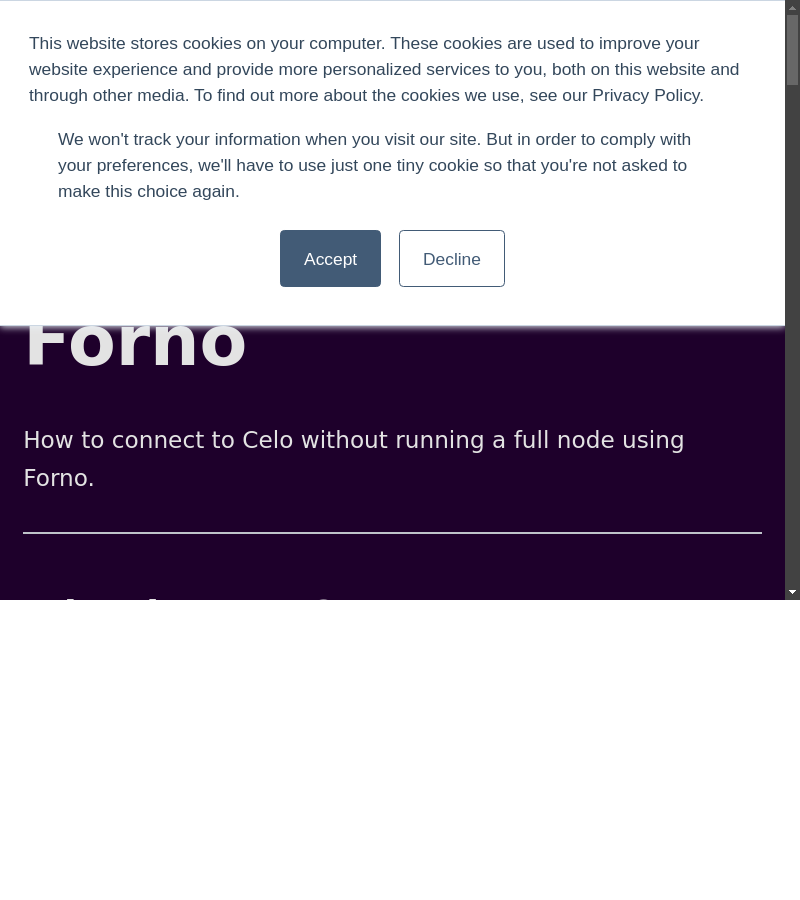 This website stores cookies on your computer. These cookies are used to improve your
website experience and provide more personalized services to you, both on this website and
through other media. To find out more about the cookies we use, see our Privacy Policy.
We won't track your information when you visit our site. But in order to comply with
your preferences, we'll have to use just one tiny cookie so that you're not asked to
make this choice again.
Accept
Decline
Forno
How to connect to Celo without running a full node using
Forno.